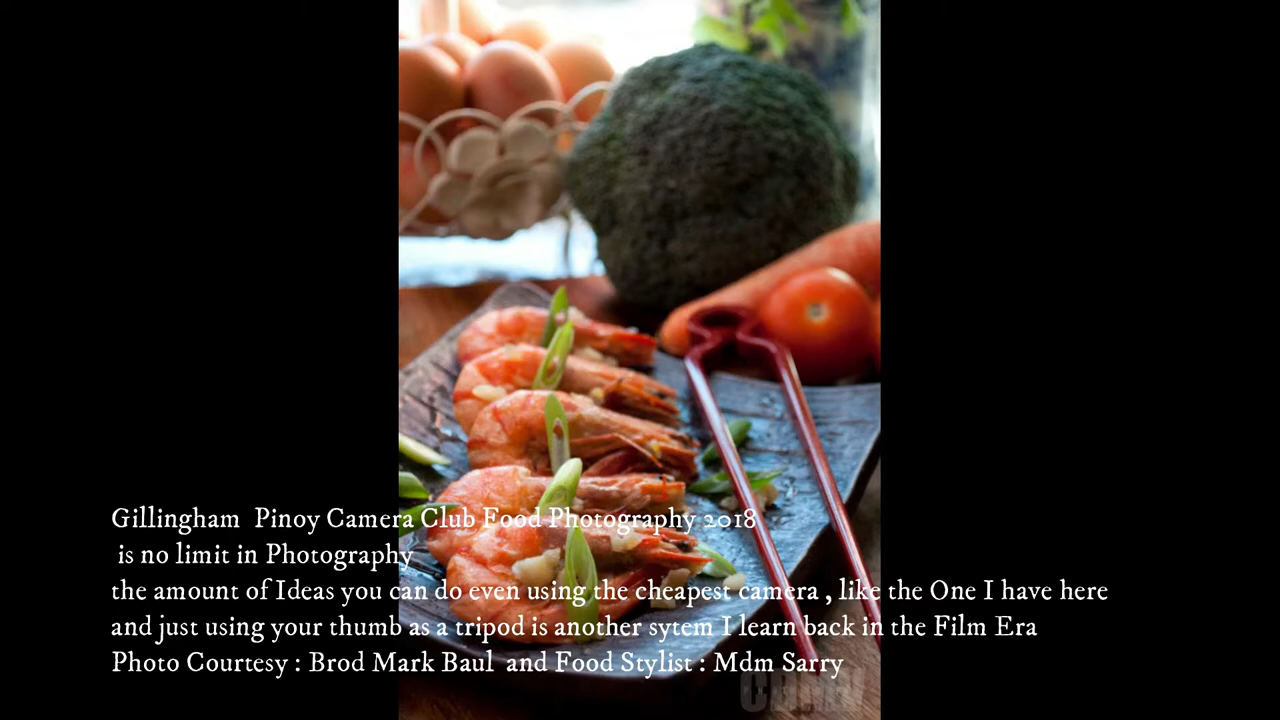 Gillingham Pinoy Camera Club Food Photography 2018
is no limit in Photography
the amount of Ideas you can do even using the cheapest camera , like the One I have here
and just using your thumb as a tripod is another sytem I learn back in the Film Era
Photo Courtesy : Brod Mark Baul and Food Stylist : Mdm Sarry